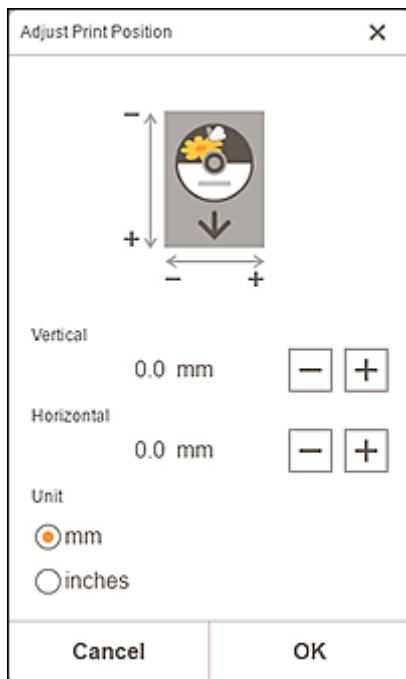 Adjust Print Position
−
+
− +
Vertical
0.0 mm
− +
Horizontal
0.0 mm
− +
Unit
mm
inches
Cancel OK